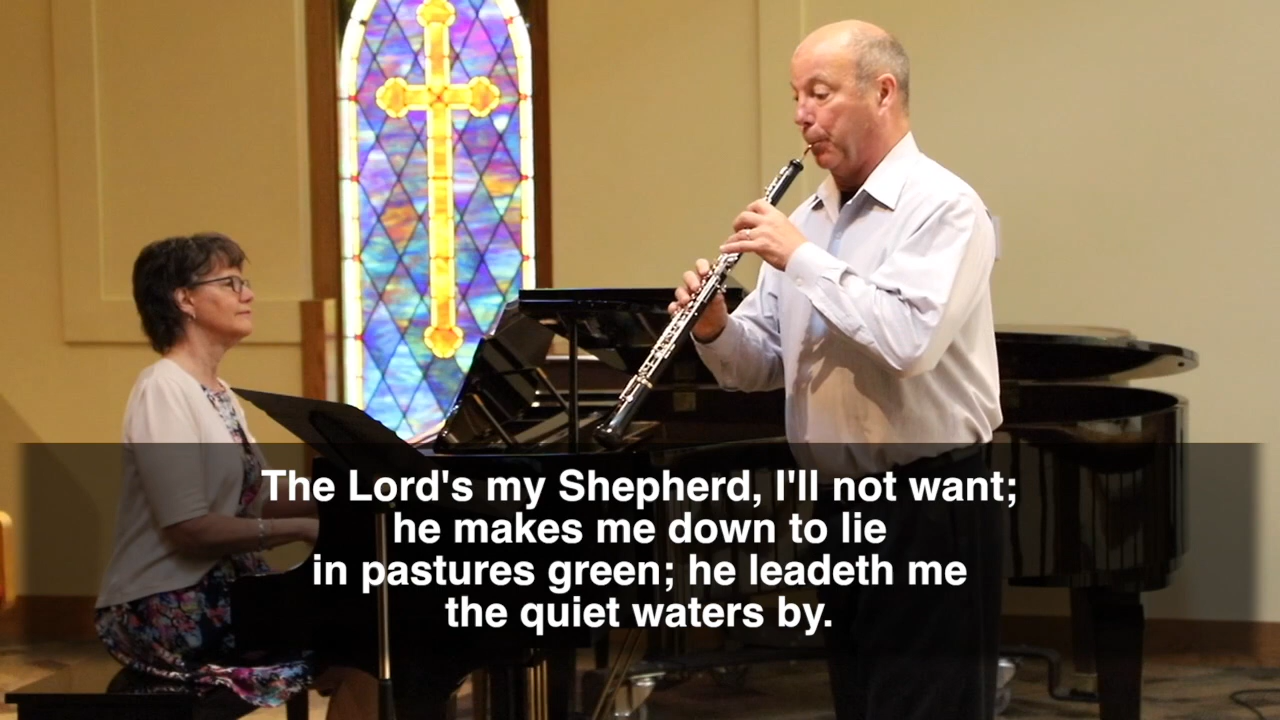 The Lord's my Shepherd, I'll not want;
he makes me down to lie
in pastures green; he leadeth me
the quiet waters by.